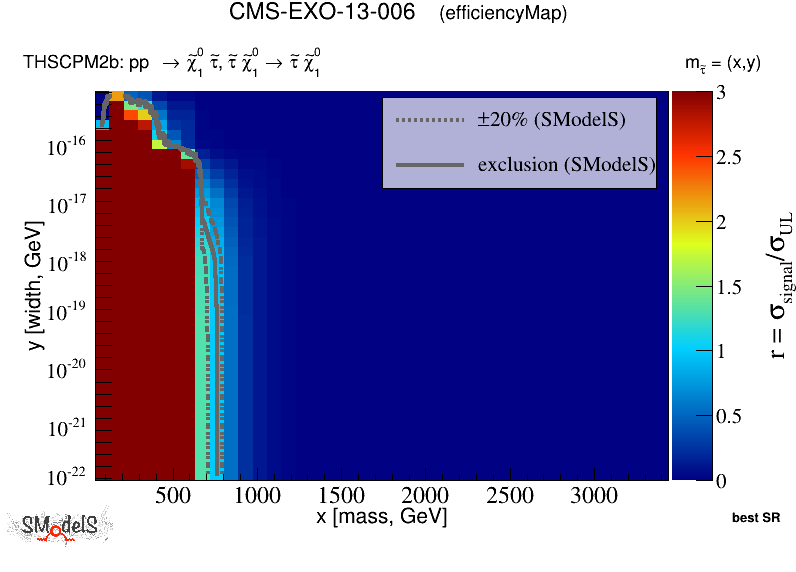 CMS-EXO-13-006 (efficiencyMap)
THSCPM2b: pp → χ̃₁⁰ τ̃, τ̃ χ̃₁⁰ → τ̃ χ̃₁⁰
m_τ̃ = (x,y)
±20% (SModelS)
exclusion (SModelS)
y [width, GeV]
10⁻¹⁶
10⁻¹⁷
10⁻¹⁸
10⁻¹⁹
10⁻²⁰
10⁻²¹
10⁻²²
500 1000 1500 2000 2500 3000
x [mass, GeV]
3
2.5
2
1.5
1
0.5
0
r = σ_signal/σ_UL
SModelS
best SR